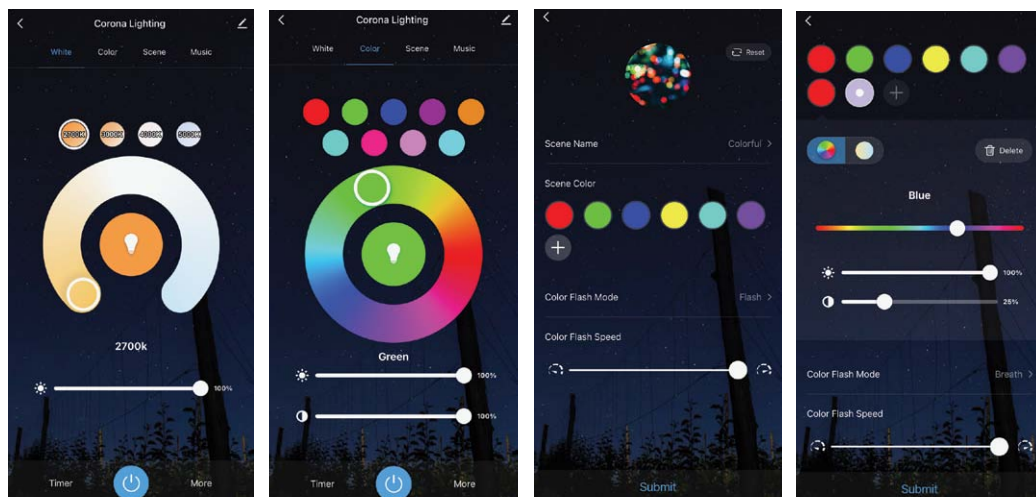 Corona Lighting
White Color Scene Music
2700K 3000K 4000K 5000K
2700k
100%
Timer More
Corona Lighting
White Color Scene Music
Green
100%
100%
Timer More
Reset
Scene Name Colorful
Scene Color
Color Flash Mode Flash
Color Flash Speed
Submit
Delete
Blue
100%
25%
Color Flash Mode Breath
Color Flash Speed
Submit